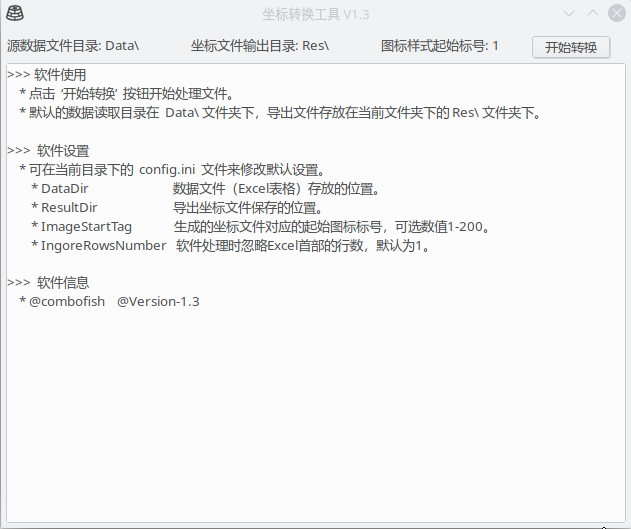 坐标转换工具 V1.3
源数据文件目录: Data\ 坐标文件输出目录: Res\ 图标样式起始标号: 1 开始转换
>>> 软件使用
* 点击 '开始转换' 按钮开始处理文件。
* 默认的数据读取目录在 Data\ 文件夹下，导出文件存放在当前文件夹下的 Res\ 文件夹下。
>>> 软件设置
* 可在当前目录下的 config.ini 文件来修改默认设置。
* DataDir 数据文件（Excel表格）存放的位置。
* ResultDir 导出坐标文件保存的位置。
* ImageStartTag 生成的坐标文件对应的起始图标标号，可选数值1-200。
* IngoreRowsNumber 软件处理时忽略Excel首部的行数，默认为1。
>>> 软件信息
* @combofish @Version-1.3